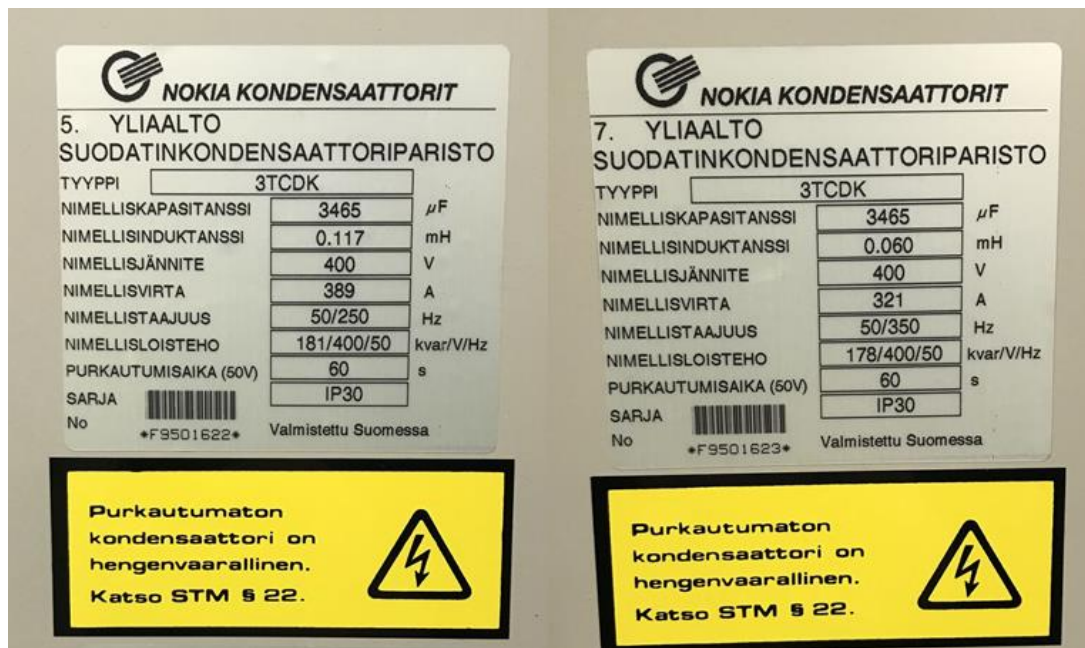 NOKIA KONDENSAATTORIT
5. YLIAALTO
SUODATINKONDENSAATTORIPARISTO
TYYPPI 3TCDK
NIMELLISKAPASITANSSI 3465 µF
NIMELLISINDUKTANSSI 0.117 mH
NIMELLISJÄNNITE 400 V
NIMELLISVIRTA 389 A
NIMELLISTAAJUUS 50/250 Hz
NIMELLISLOISTEHO 181/400/50 kvar/V/Hz
PURKAUTUMISAIKA (50V) 60 s
SARJA IP30
No *F9501622* Valmistettu Suomessa
Purkautumaton
kondensaattori on
hengenvaarallinen.
Katso STM § 22.
NOKIA KONDENSAATTORIT
7. YLIAALTO
SUODATINKONDENSAATTORIPARISTO
TYYPPI 3TCDK
NIMELLISKAPASITANSSI 3465 µF
NIMELLISINDUKTANSSI 0.060 mH
NIMELLISJÄNNITE 400 V
NIMELLISVIRTA 321 A
NIMELLISTAAJUUS 50/350 Hz
NIMELLISLOISTEHO 178/400/50 kvar/V/Hz
PURKAUTUMISAIKA (50V) 60 s
SARJA IP30
No *F9501623* Valmistettu Suomessa
Purkautumaton
kondensaattori on
hengenvaarallinen.
Katso STM § 22.